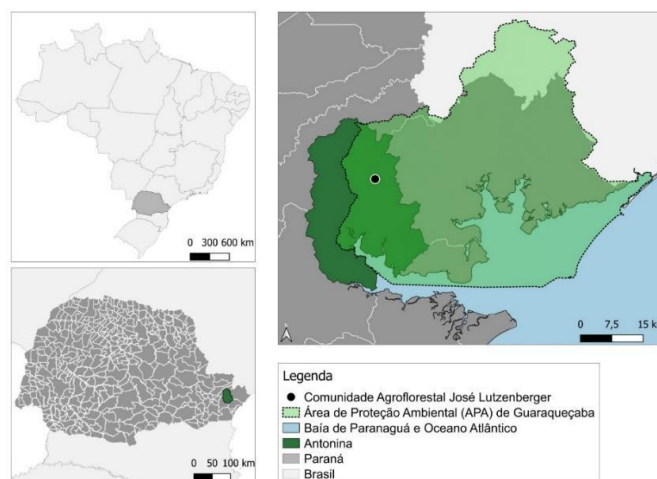 0 300 600 km
0 50 100 km
0 7,5 15 k
Legenda
Comunidade Agroflorestal José Lutzenberger
Área de Proteção Ambiental (APA) de Guaraqueçaba
Baía de Paranaguá e Oceano Atlântico
Antonina
Paraná
Brasil